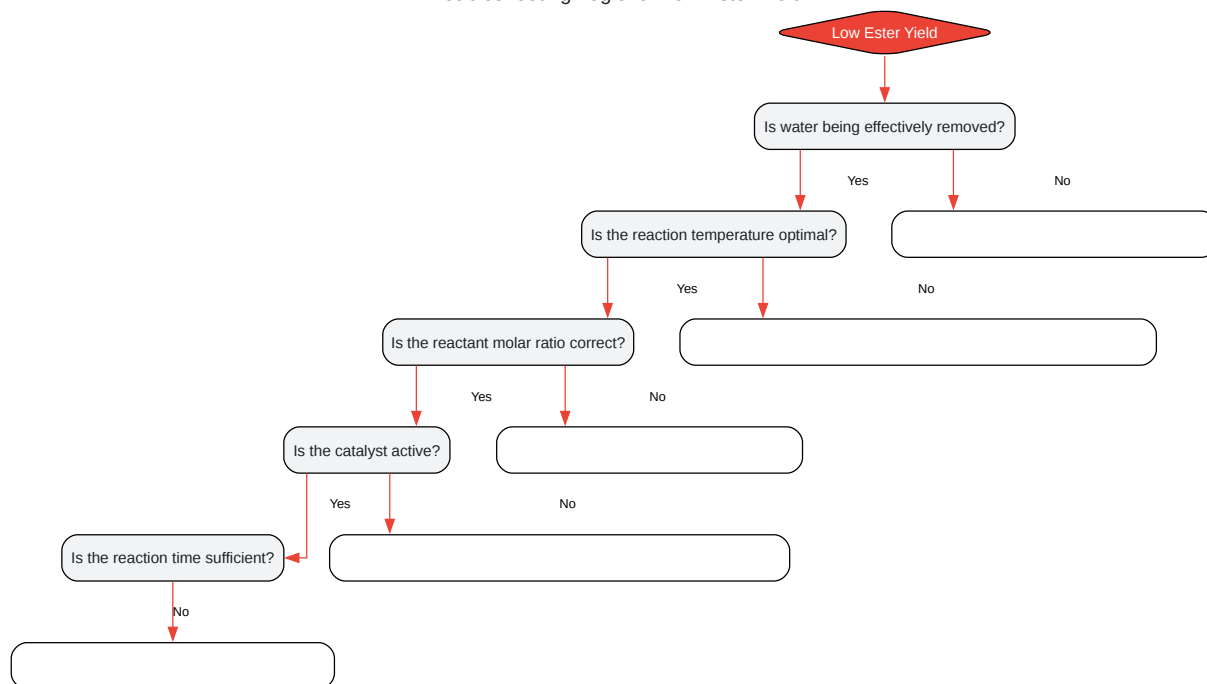 Low Ester Yield
Is water being effectively removed?
Yes
No
Is the reaction temperature optimal?
Yes
No
Is the reactant molar ratio correct?
Yes
No
Is the catalyst active?
Yes
No
Is the reaction time sufficient?
No